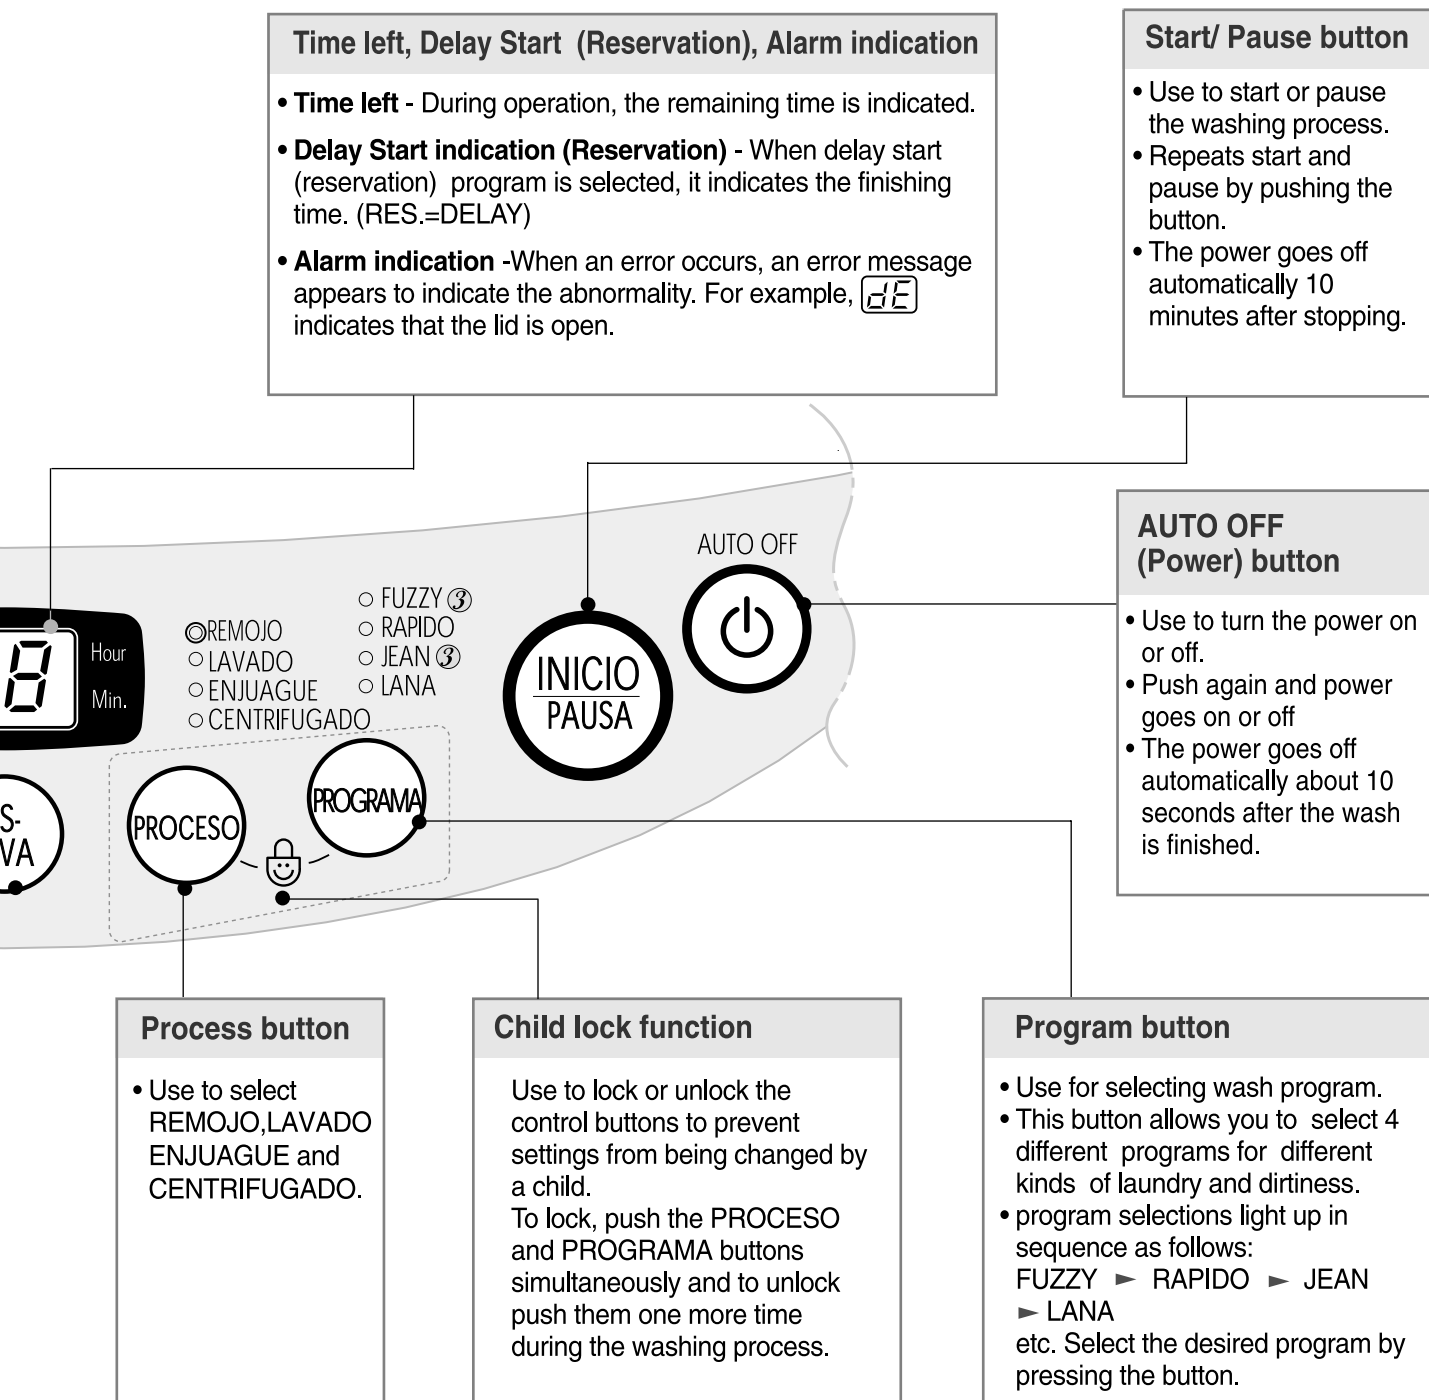 Time left, Delay Start (Reservation), Alarm indication
• Time left - During operation, the remaining time is indicated.
• Delay Start indication (Reservation) - When delay start
(reservation) program is selected, it indicates the finishing
time. (RES.=DELAY)
• Alarm indication -When an error occurs, an error message
appears to indicate the abnormality. For example, dE
indicates that the lid is open.
Start/ Pause button
• Use to start or pause
the washing process.
• Repeats start and
pause by pushing the
button.
• The power goes off
automatically 10
minutes after stopping.
AUTO OFF
(Power) button
• Use to turn the power on
or off.
• Push again and power
goes on or off
• The power goes off
automatically about 10
seconds after the wash
is finished.
8
Hour
Min.
REMOJO
LAVADO
ENJUAGUE
CENTRIFUGADO
FUZZY 3
RAPIDO
JEAN 3
LANA
INICIO
PAUSA
AUTO OFF
S-
VA
PROCESO
PROGRAMA
Process button
• Use to select
REMOJO,LAVADO
ENJUAGUE and
CENTRIFUGADO.
Child lock function
Use to lock or unlock the
control buttons to prevent
settings from being changed by
a child.
To lock, push the PROCESO
and PROGRAMA buttons
simultaneously and to unlock
push them one more time
during the washing process.
Program button
• Use for selecting wash program.
• This button allows you to select 4
different programs for different
kinds of laundry and dirtiness.
• program selections light up in
sequence as follows:
FUZZY ► RAPIDO ► JEAN
► LANA
etc. Select the desired program by
pressing the button.